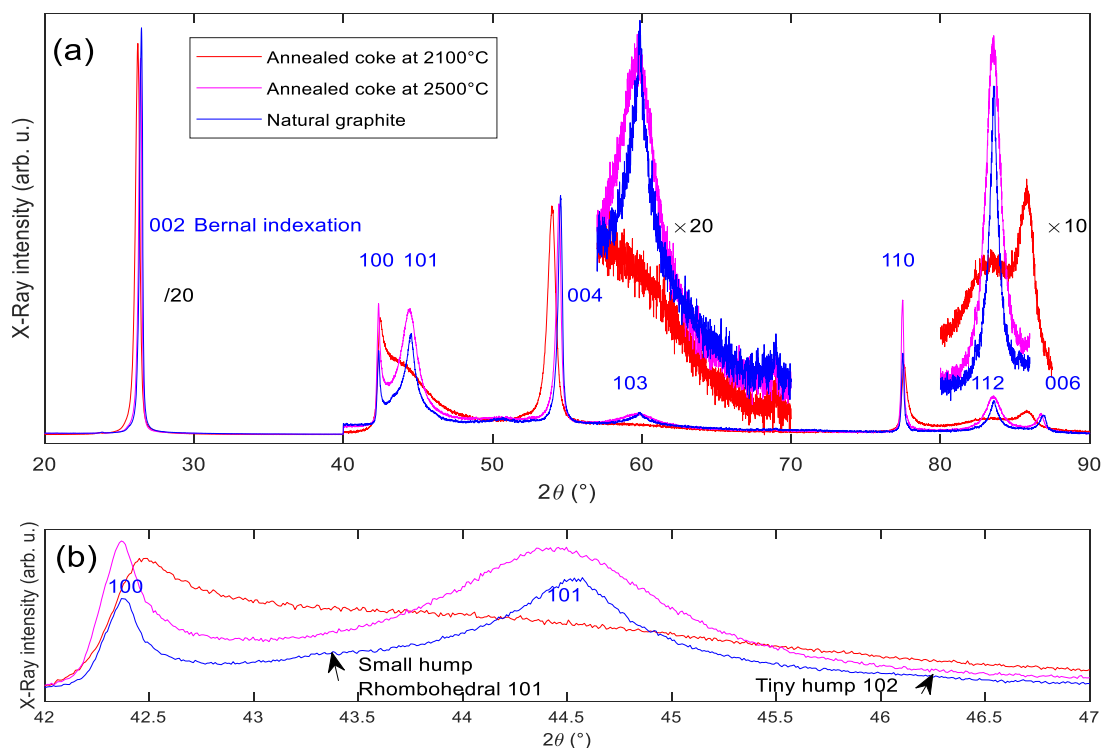 (a)
X-Ray intensity (arb. u.)
Annealed coke at 2100°C
Annealed coke at 2500°C
Natural graphite
002 Bernal indexation
/20
100 101
004
103
×20
110
×10
112
006
20 30 40 50 60 70 80 90
2θ (°)
(b)
X-Ray intensity (arb. u.)
100
101
Small hump
Rhombohedral 101
Tiny hump 102
42 42.5 43 43.5 44 44.5 45 45.5 46 46.5 47
2θ (°)